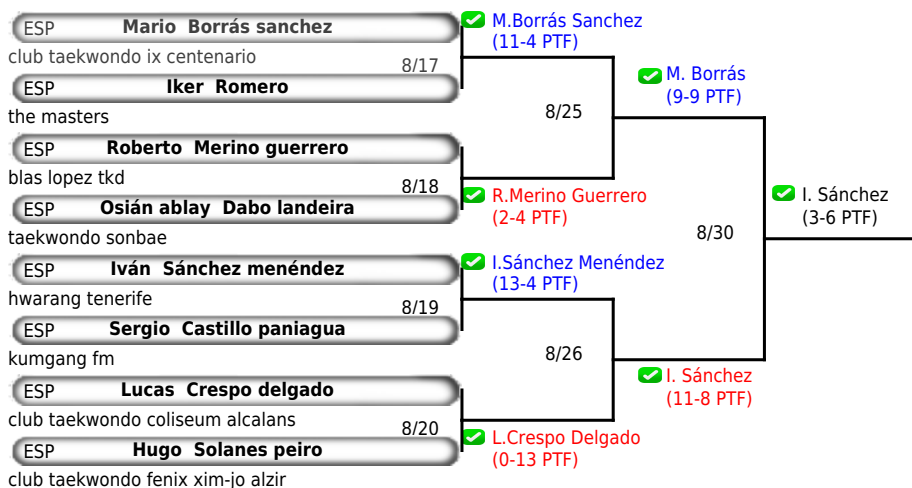 ESP Mario Borrás sanchez
club taekwondo ix centenario
8/17
ESP Iker Romero
the masters
ESP Roberto Merino guerrero
blas lopez tkd
8/18
ESP Osián ablay Dabo landeira
taekwondo sonbae
ESP Iván Sánchez menéndez
hwarang tenerife
8/19
ESP Sergio Castillo paniagua
kumgang fm
ESP Lucas Crespo delgado
club taekwondo coliseum alcalans
8/20
ESP Hugo Solanes peiro
club taekwondo fenix xim-jo alzir
M.Borrás Sanchez
(11-4 PTF)
8/25
R.Merino Guerrero
(2-4 PTF)
I.Sánchez Menéndez
(13-4 PTF)
8/26
L.Crespo Delgado
(0-13 PTF)
M. Borrás
(9-9 PTF)
8/30
I. Sánchez
(11-8 PTF)
I. Sánchez
(3-6 PTF)